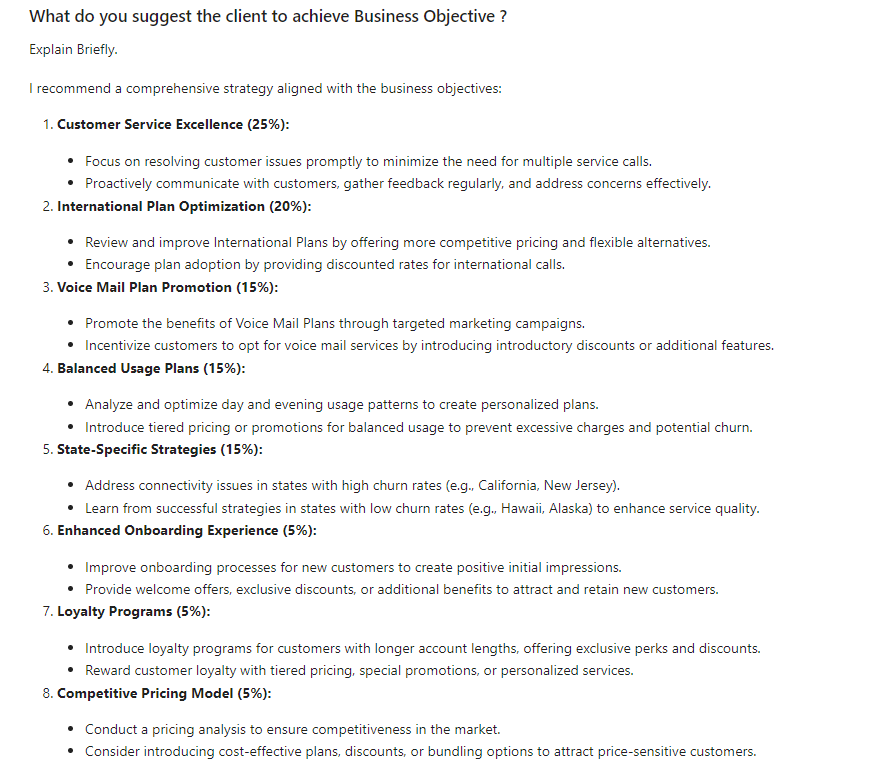 What do you suggest the client to achieve Business Objective ?
Explain Briefly.
I recommend a comprehensive strategy aligned with the business objectives:
1. Customer Service Excellence (25%):
• Focus on resolving customer issues promptly to minimize the need for multiple service calls.
• Proactively communicate with customers, gather feedback regularly, and address concerns effectively.
2. International Plan Optimization (20%):
• Review and improve International Plans by offering more competitive pricing and flexible alternatives.
• Encourage plan adoption by providing discounted rates for international calls.
3. Voice Mail Plan Promotion (15%):
• Promote the benefits of Voice Mail Plans through targeted marketing campaigns.
• Incentivize customers to opt for voice mail services by introducing introductory discounts or additional features.
4. Balanced Usage Plans (15%):
• Analyze and optimize day and evening usage patterns to create personalized plans.
• Introduce tiered pricing or promotions for balanced usage to prevent excessive charges and potential churn.
5. State-Specific Strategies (15%):
• Address connectivity issues in states with high churn rates (e.g., California, New Jersey).
• Learn from successful strategies in states with low churn rates (e.g., Hawaii, Alaska) to enhance service quality.
6. Enhanced Onboarding Experience (5%):
• Improve onboarding processes for new customers to create positive initial impressions.
• Provide welcome offers, exclusive discounts, or additional benefits to attract and retain new customers.
7. Loyalty Programs (5%):
• Introduce loyalty programs for customers with longer account lengths, offering exclusive perks and discounts.
• Reward customer loyalty with tiered pricing, special promotions, or personalized services.
8. Competitive Pricing Model (5%):
• Conduct a pricing analysis to ensure competitiveness in the market.
• Consider introducing cost-effective plans, discounts, or bundling options to attract price-sensitive customers.